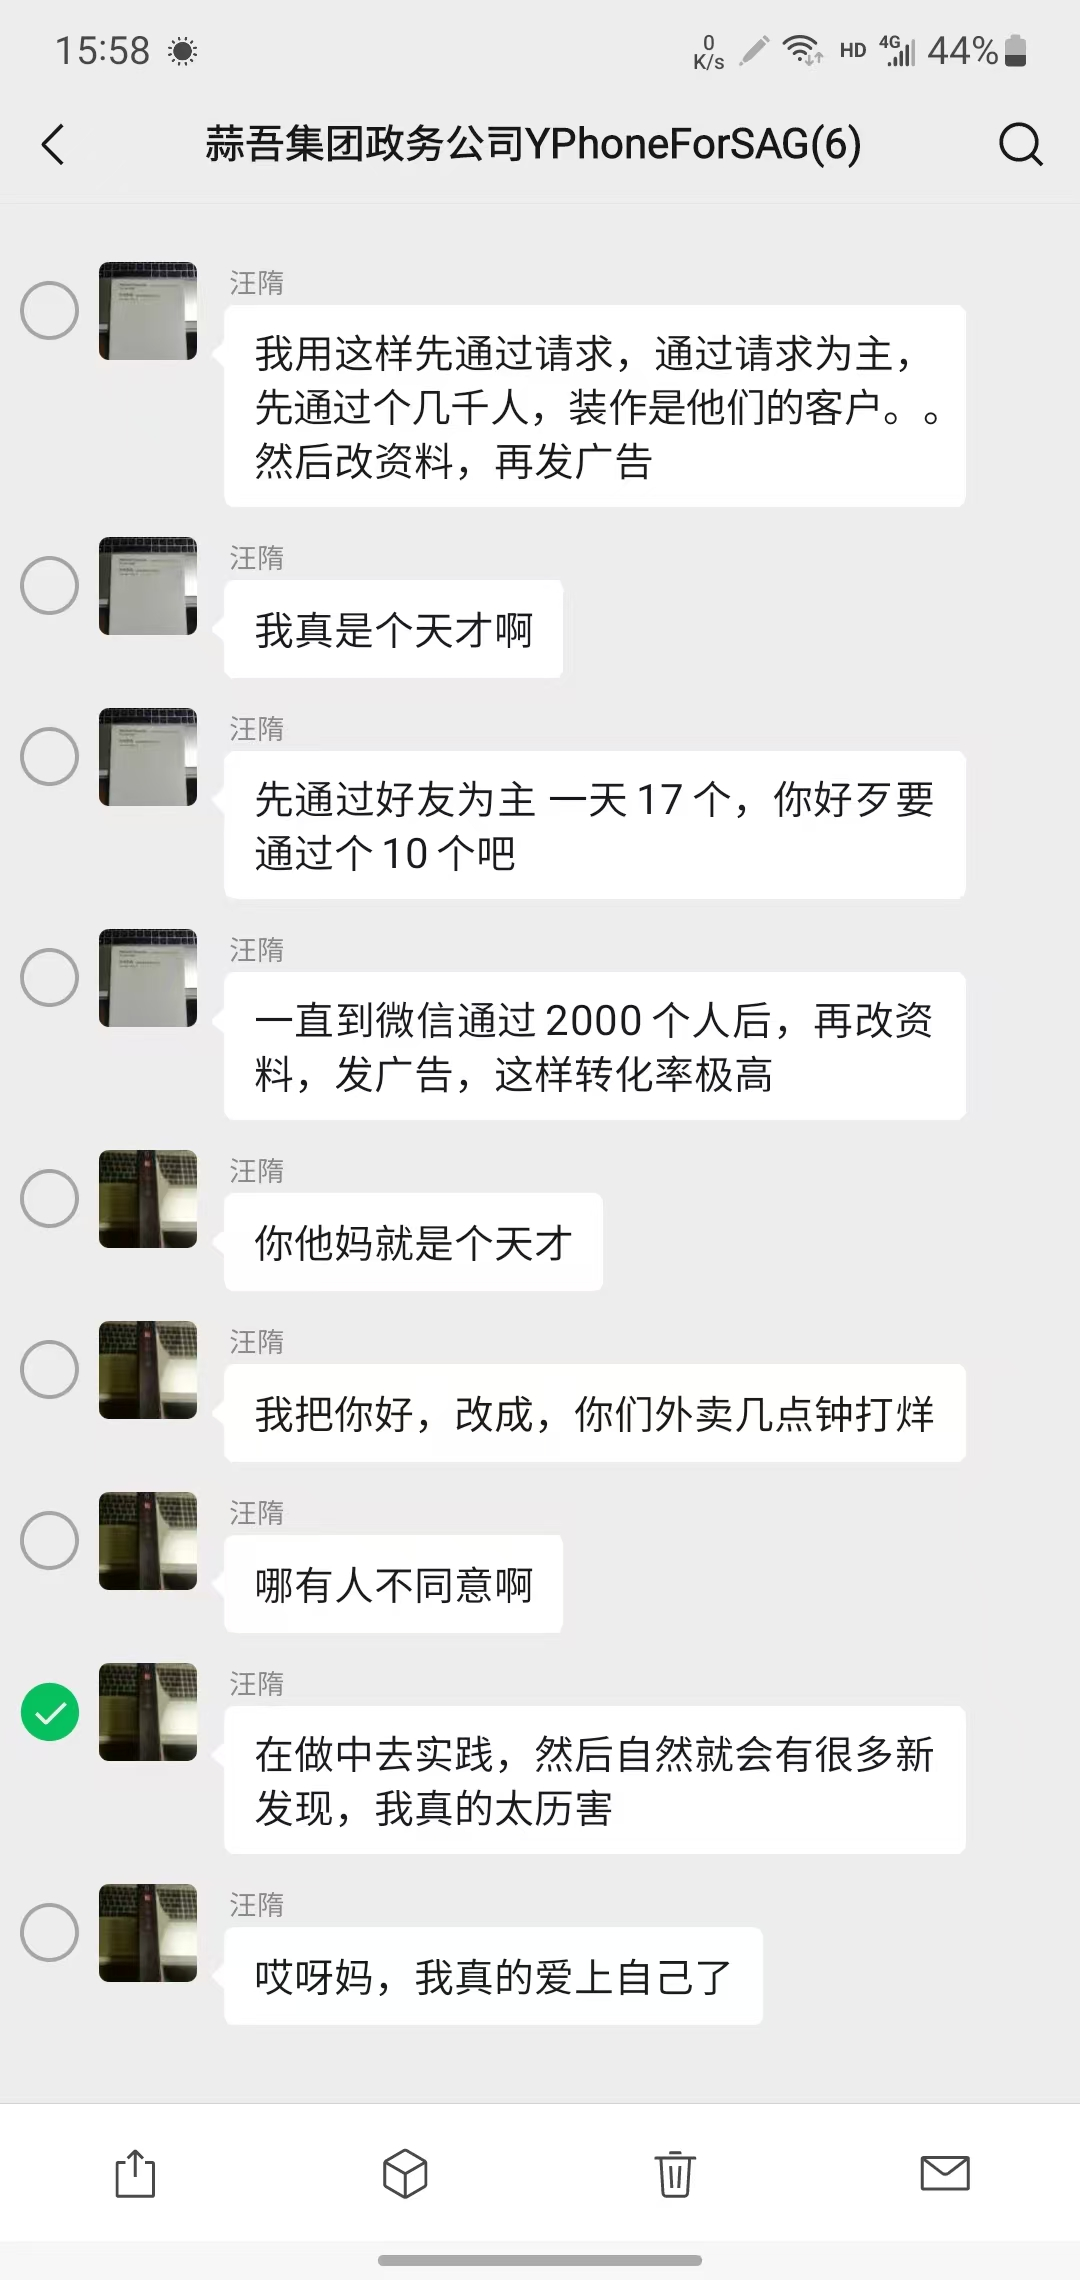 15:58
0
K/s
HD
4G
44%
蒜吾集团政务公司YPhoneForSAG(6)
汪隋
我用这样先通过请求，通过请求为主，
先通过个几千人，装作是他们的客户。。
然后改资料，再发广告
汪隋
我真是个天才啊
汪隋
先通过好友为主 一天 17 个，你好歹要
通过个 10 个吧
汪隋
一直到微信通过 2000 个人后，再改资
料，发广告，这样转化率极高
汪隋
你他妈就是个天才
汪隋
我把你好，改成，你们外卖几点钟打烊
汪隋
哪有人不同意啊
汪隋
在做中去实践，然后自然就会有很多新
发现，我真的太历害
汪隋
哎呀妈，我真的爱上自己了